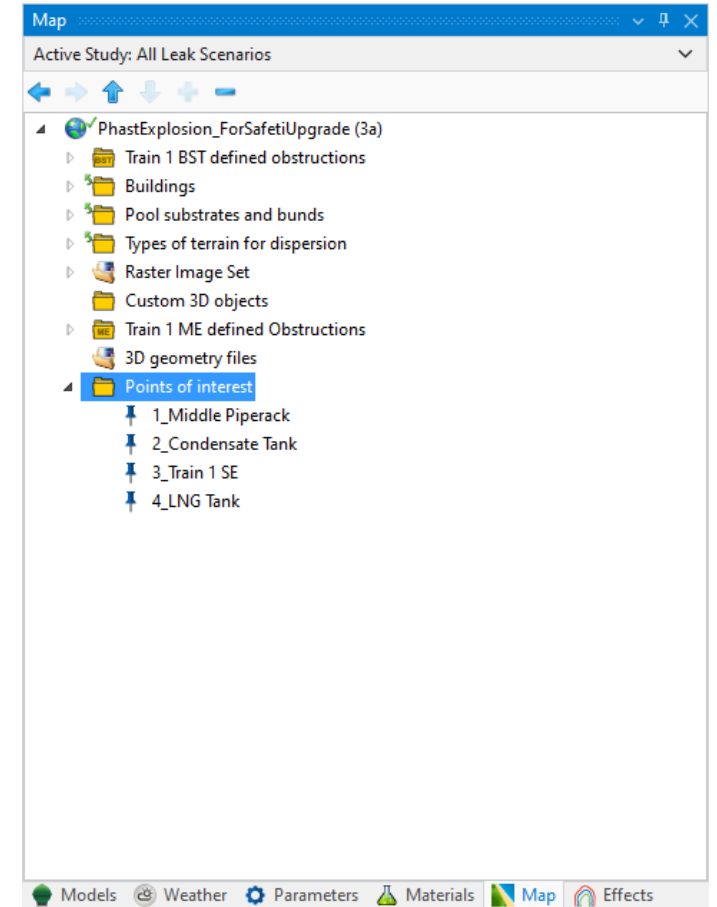 Map
Active Study: All Leak Scenarios
PhastExplosion_ForSafetiUpgrade (3a)
BST
Train 1 BST defined obstructions
Buildings
Pool substrates and bunds
Types of terrain for dispersion
Raster Image Set
Custom 3D objects
ME
Train 1 ME defined Obstructions
3D geometry files
Points of interest
1_Middle Piperack
2_Condensate Tank
3_Train 1 SE
4_LNG Tank
Models Weather Parameters Materials Map Effects